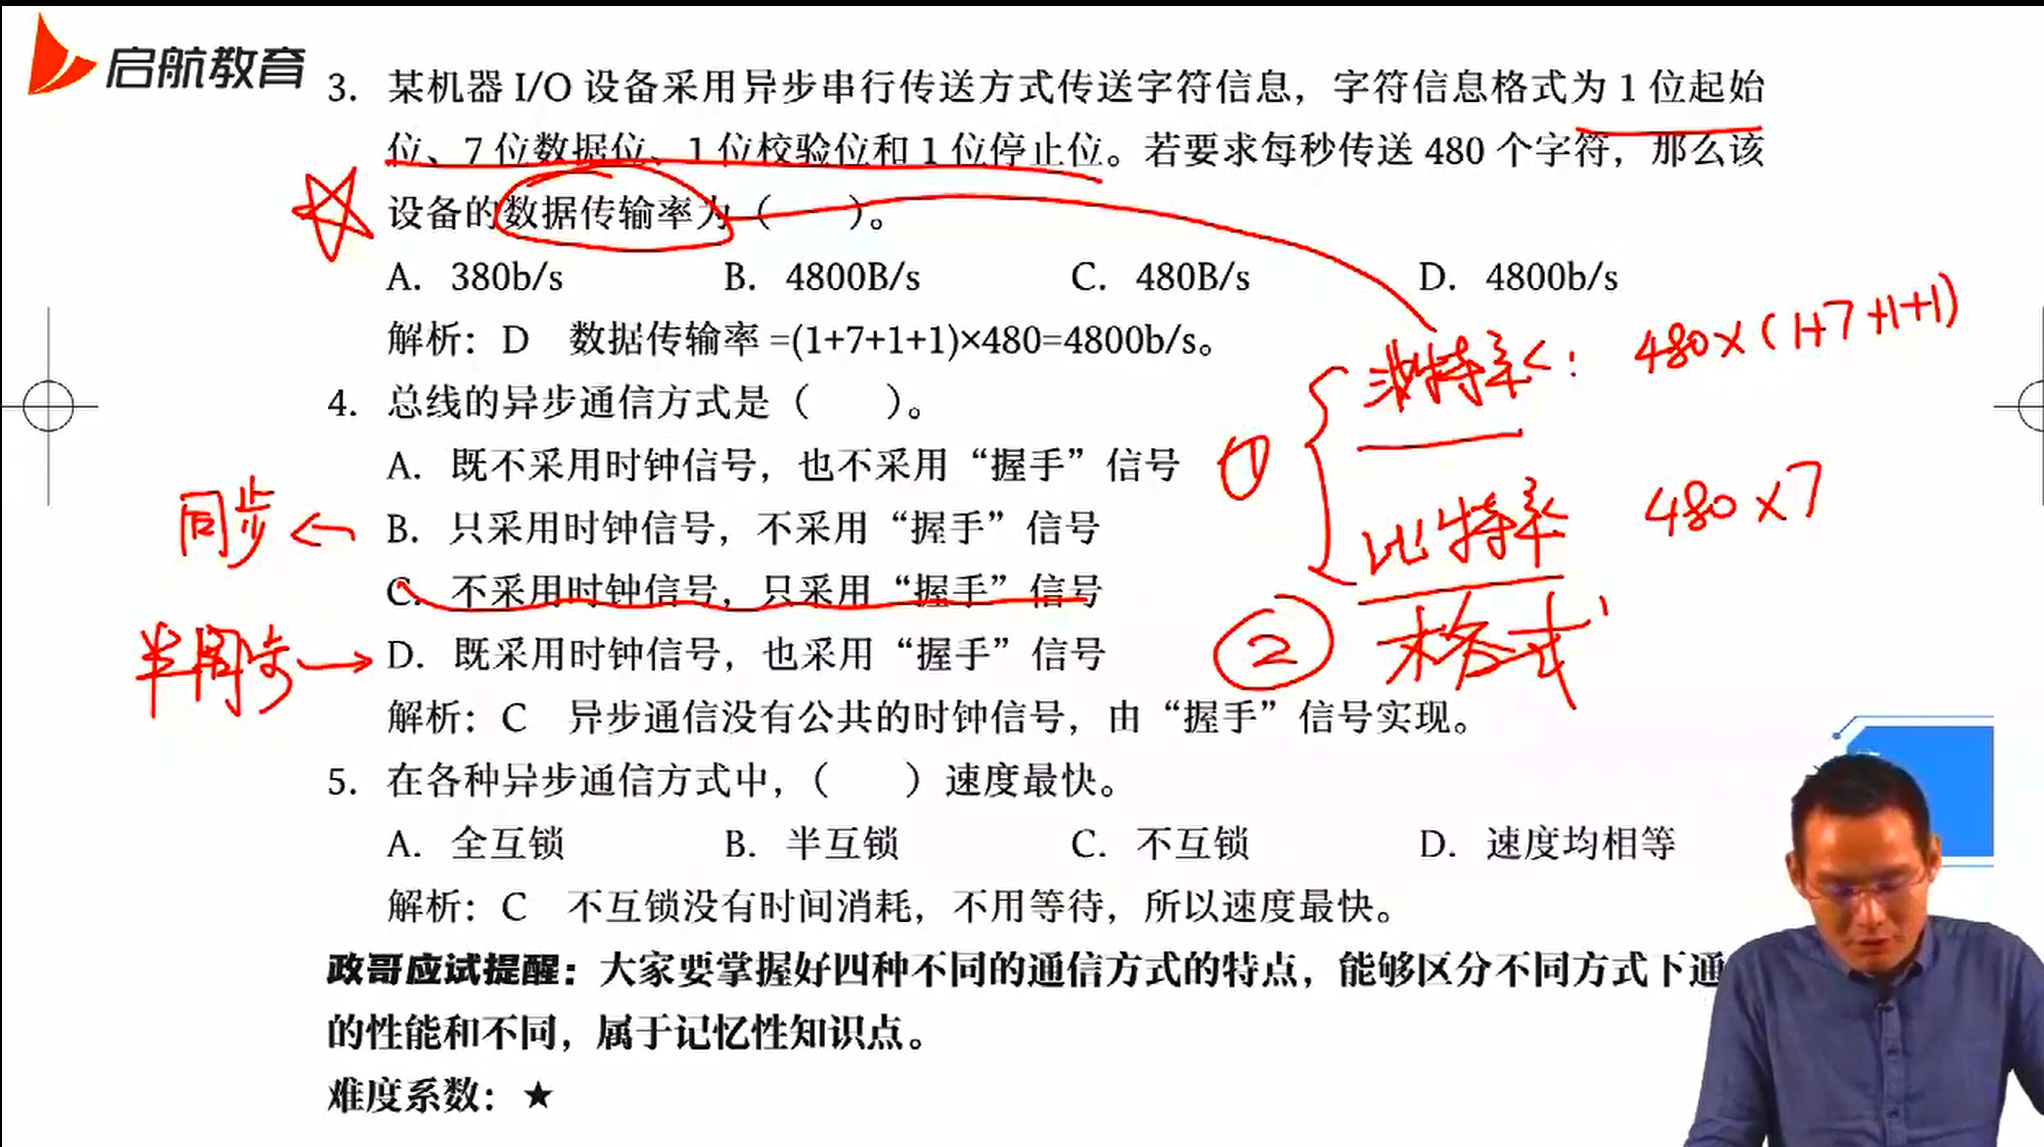 启航教育
3. 某机器 I/O 设备采用异步串行传送方式传送字符信息，字符信息格式为 1 位起始
位、7 位数据位、1 位校验位和 1 位停止位。若要求每秒传送 480 个字符，那么该
设备的数据传输率为（　　）。
A. 380b/s　B. 4800B/s　C. 480B/s　D. 4800b/s
解析：D　数据传输率 =(1+7+1+1)×480=4800b/s。
波特率：480×(1+7+1+1)
4. 总线的异步通信方式是（　　）。
A. 既不采用时钟信号，也不采用“握手”信号
①
同步 ← B. 只采用时钟信号，不采用“握手”信号
比特率 480×7
C. 不采用时钟信号，只采用“握手”信号
半同步 → D. 既采用时钟信号，也采用“握手”信号
② 格式
解析：C　异步通信没有公共的时钟信号，由“握手”信号实现。
5. 在各种异步通信方式中，（　　）速度最快。
A. 全互锁　B. 半互锁　C. 不互锁　D. 速度均相等
解析：C　不互锁没有时间消耗，不用等待，所以速度最快。
政哥应试提醒：大家要掌握好四种不同的通信方式的特点，能够区分不同方式下通
的性能和不同，属于记忆性知识点。
难度系数：★